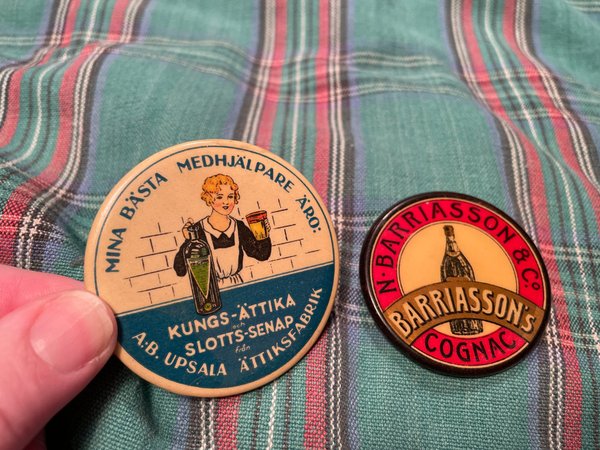 MINA BÄSTA MEDHJÄLPARE ÄRO:
KUNGS-ÄTTIKA
och
SLOTTS-SENAP
från
A.-B. UPSALA ÄTTIKSFABRIK
N. BARRIASSON & Co.
BARRIASSON'S
COGNAC